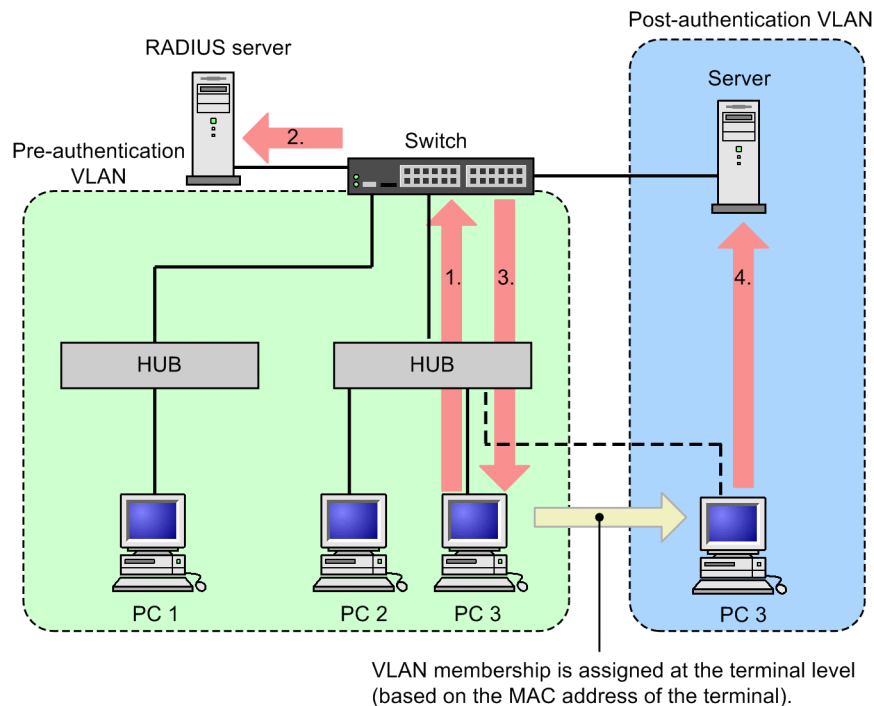 Post-authentication VLAN
RADIUS server
Server
2.
Switch
Pre-authentication
VLAN
1.
3.
4.
HUB
HUB
PC 1
PC 2
PC 3
PC 3
VLAN membership is assigned at the terminal level
(based on the MAC address of the terminal).